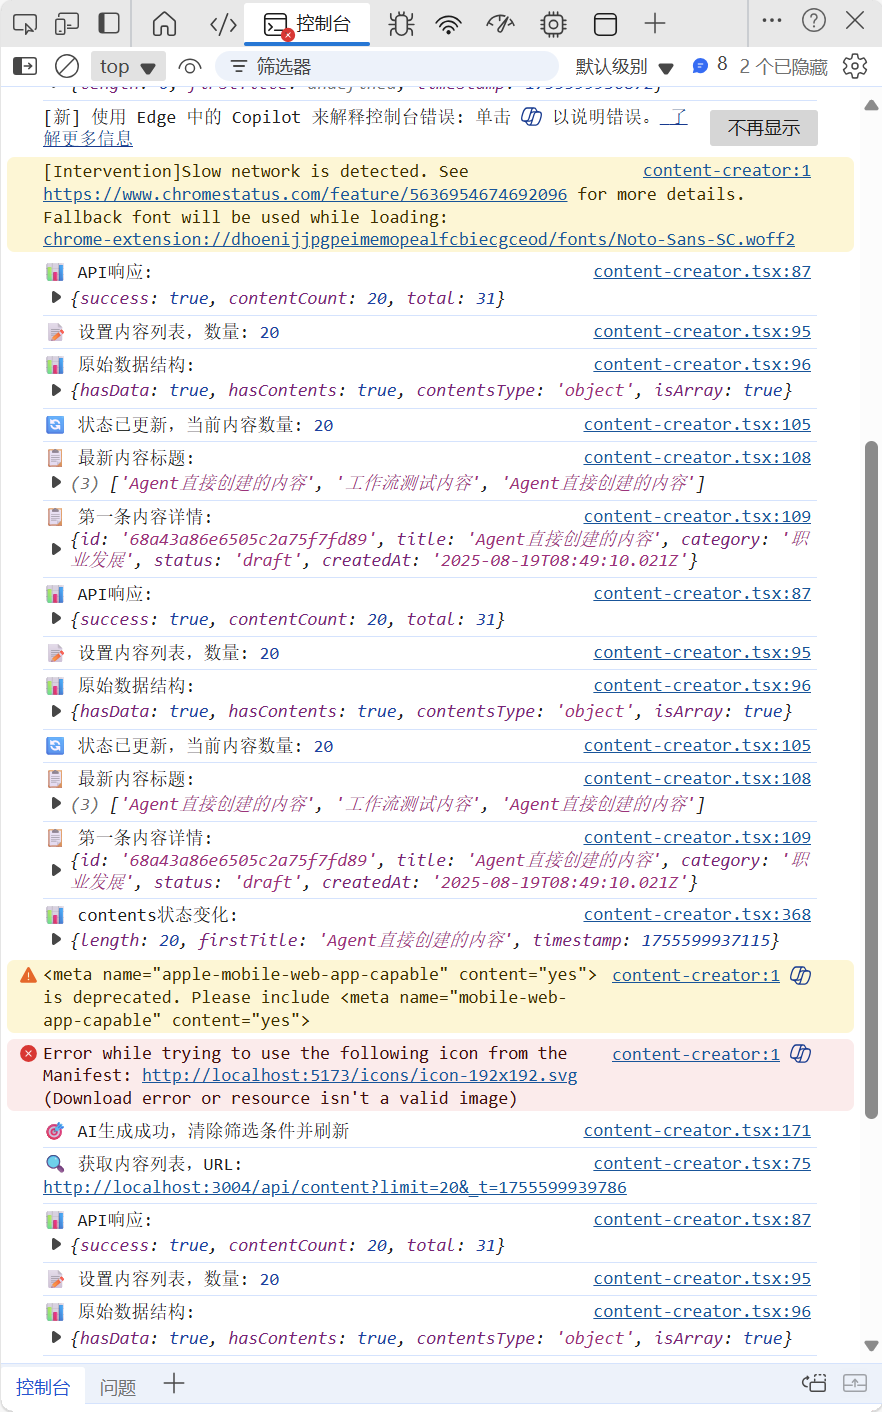 控制台
top
筛选器
默认级别
8
2 个已隐藏
{length: 0, firstTitle: undefined, timestamp: 1755599936872}
[新] 使用 Edge 中的 Copilot 来解释控制台错误: 单击 以说明错误。 了
解更多信息
不再显示
[Intervention]Slow network is detected. See content-creator:1
https://www.chromestatus.com/feature/5636954674692096 for more details.
Fallback font will be used while loading:
chrome-extension://dhoenijjpgpeimemopealfcbiecgceod/fonts/Noto-Sans-SC.woff2
📊 API响应: content-creator.tsx:87
▶ {success: true, contentCount: 20, total: 31}
📝 设置内容列表, 数量: 20 content-creator.tsx:95
📊 原始数据结构: content-creator.tsx:96
▶ {hasData: true, hasContents: true, contentsType: 'object', isArray: true}
🔄 状态已更新, 当前内容数量: 20 content-creator.tsx:105
📋 最新内容标题: content-creator.tsx:108
▶ (3) ['Agent直接创建的内容', '工作流测试内容', 'Agent直接创建的内容']
📋 第一条内容详情: content-creator.tsx:109
▶ {id: '68a43a86e6505c2a75f7fd89', title: 'Agent直接创建的内容', category: '职
业发展', status: 'draft', createdAt: '2025-08-19T08:49:10.021Z'}
📊 API响应: content-creator.tsx:87
▶ {success: true, contentCount: 20, total: 31}
📝 设置内容列表, 数量: 20 content-creator.tsx:95
📊 原始数据结构: content-creator.tsx:96
▶ {hasData: true, hasContents: true, contentsType: 'object', isArray: true}
🔄 状态已更新, 当前内容数量: 20 content-creator.tsx:105
📋 最新内容标题: content-creator.tsx:108
▶ (3) ['Agent直接创建的内容', '工作流测试内容', 'Agent直接创建的内容']
📋 第一条内容详情: content-creator.tsx:109
▶ {id: '68a43a86e6505c2a75f7fd89', title: 'Agent直接创建的内容', category: '职
业发展', status: 'draft', createdAt: '2025-08-19T08:49:10.021Z'}
📊 contents状态变化: content-creator.tsx:368
▶ {length: 20, firstTitle: 'Agent直接创建的内容', timestamp: 1755599937115}
<meta name="apple-mobile-web-app-capable" content="yes"> content-creator:1
is deprecated. Please include <meta name="mobile-web-
app-capable" content="yes">
Error while trying to use the following icon from the content-creator:1
Manifest: http://localhost:5173/icons/icon-192x192.svg
(Download error or resource isn't a valid image)
🎯 AI生成成功, 清除筛选条件并刷新 content-creator.tsx:171
🔍 获取内容列表, URL: content-creator.tsx:75
http://localhost:3004/api/content?limit=20&_t=1755599939786
📊 API响应: content-creator.tsx:87
▶ {success: true, contentCount: 20, total: 31}
📝 设置内容列表, 数量: 20 content-creator.tsx:95
📊 原始数据结构: content-creator.tsx:96
▶ {hasData: true, hasContents: true, contentsType: 'object', isArray: true}
控制台
问题